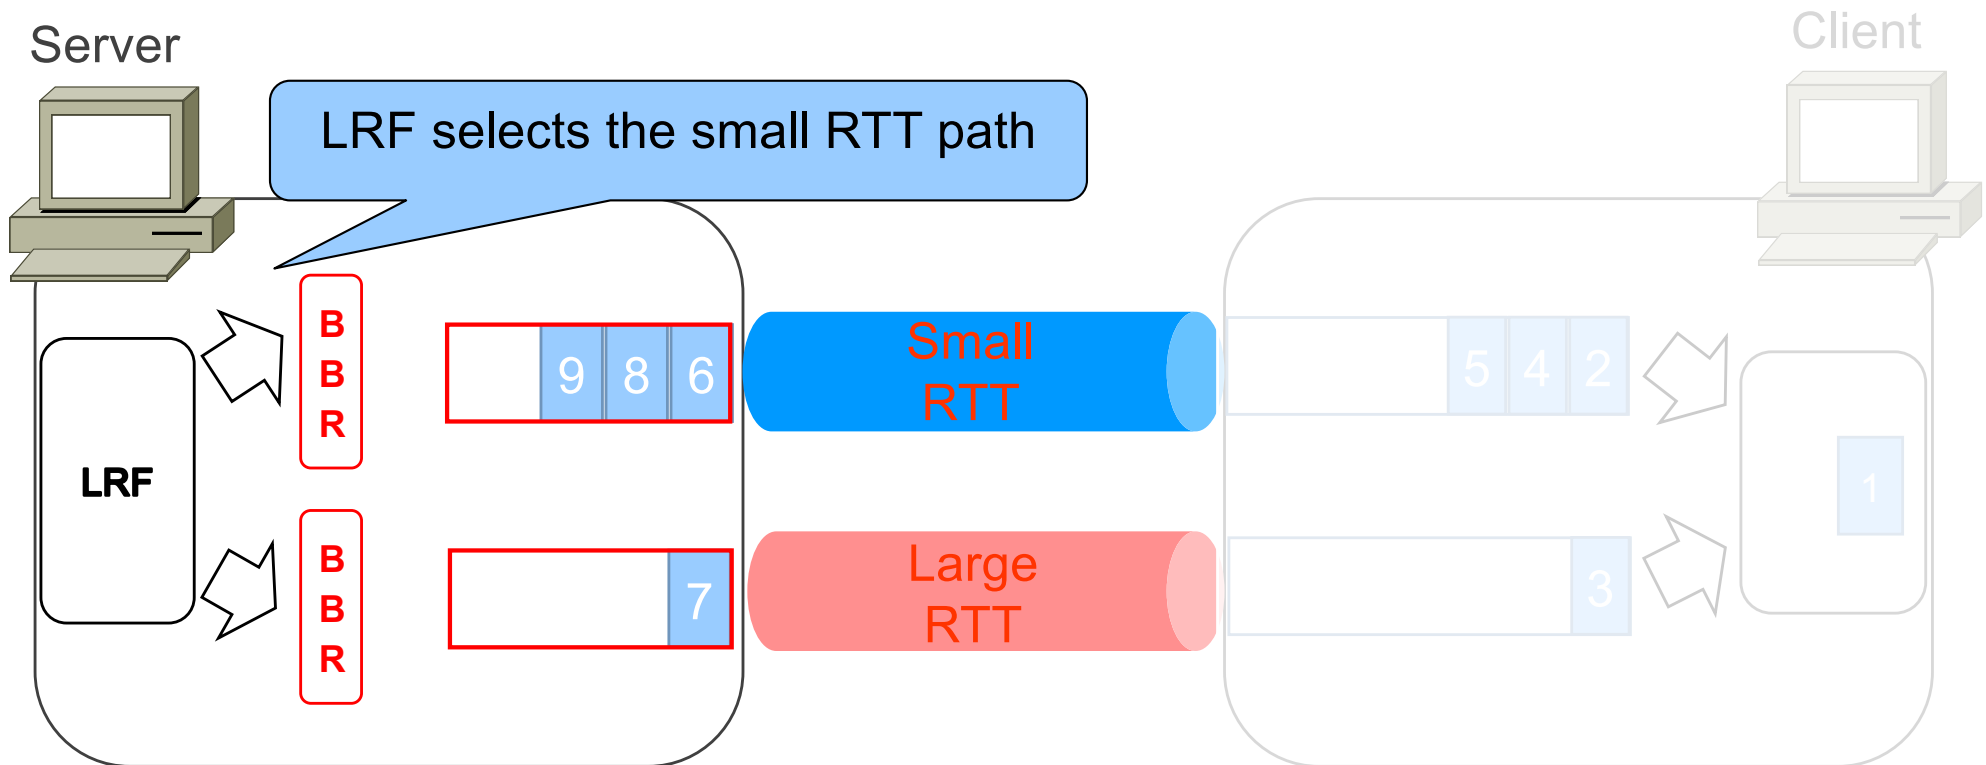 Server
Client
LRF selects the small RTT path
B
B
R
9 8 6
Small
RTT
5 4 2
LRF
1
B
B
R
7
Large
RTT
3